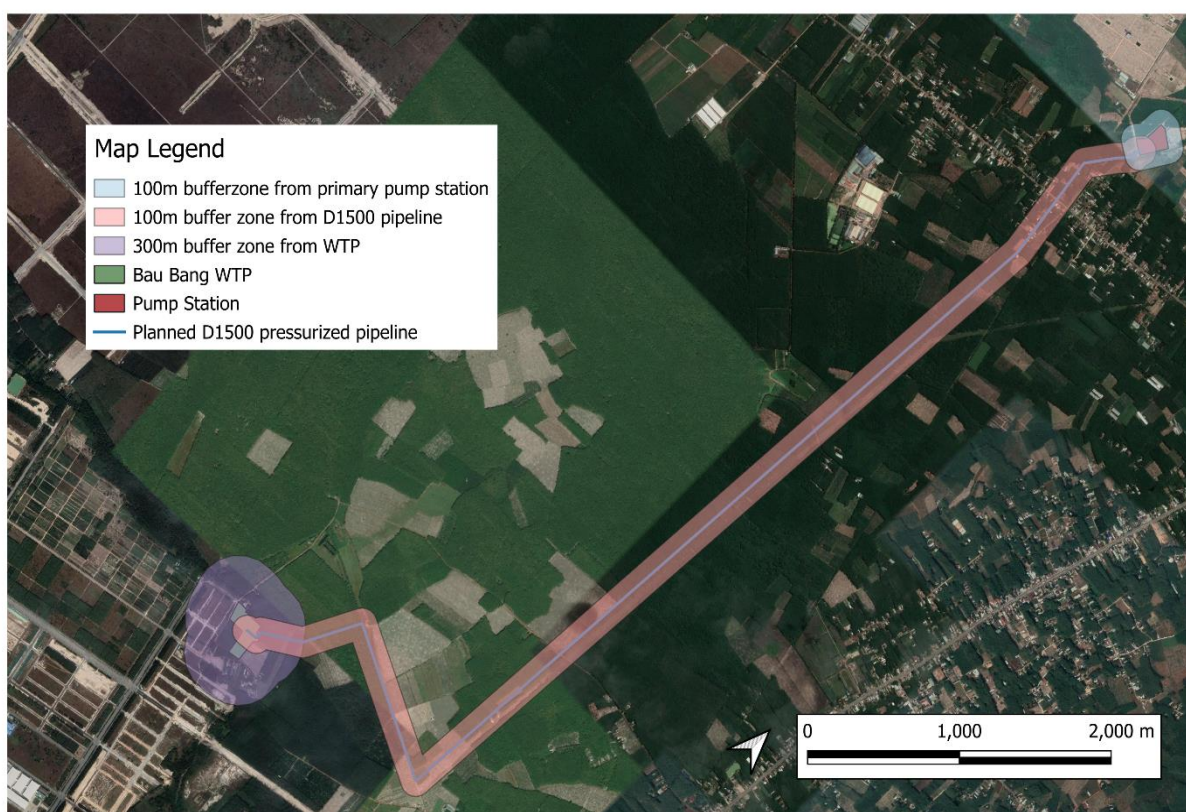 Map Legend
100m bufferzone from primary pump station
100m buffer zone from D1500 pipeline
300m buffer zone from WTP
Bau Bang WTP
Pump Station
Planned D1500 pressurized pipeline
0 1,000 2,000 m